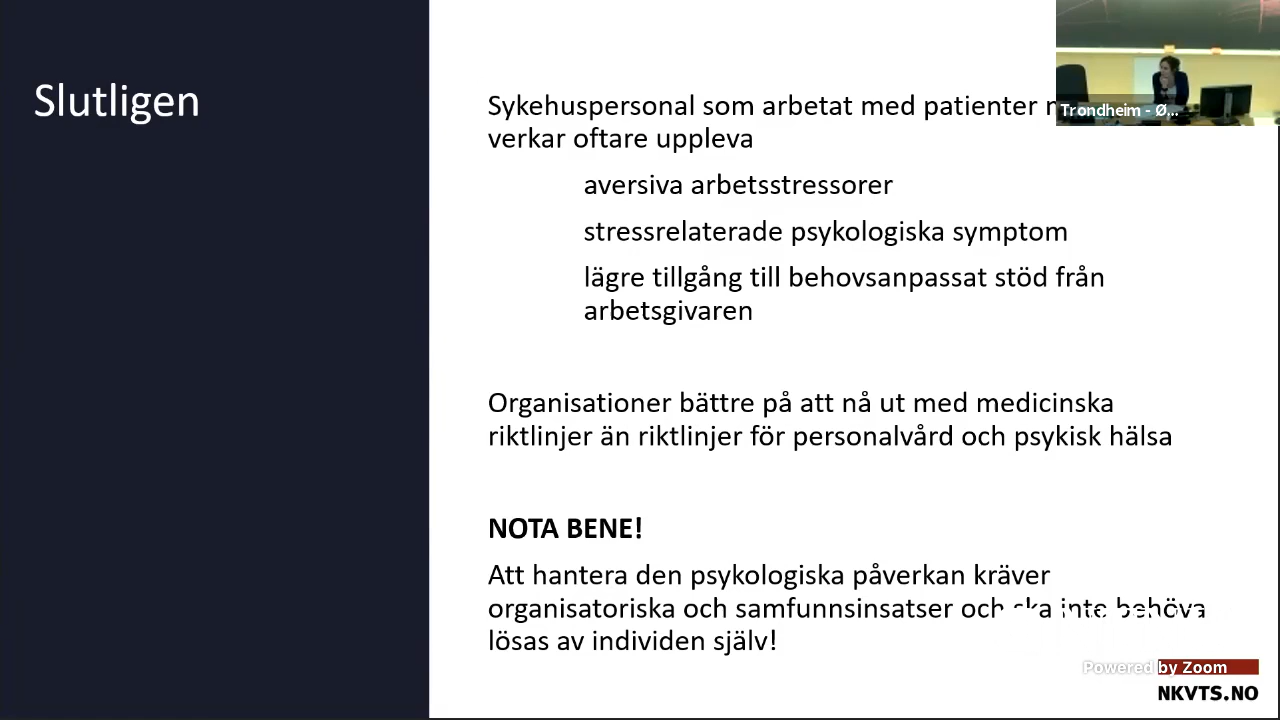 Slutligen
Sykehuspersonal som arbetat med patienter
verkar oftare uppleva
aversiva arbetsstressorer
stressrelaterade psykologiska symptom
lägre tillgång till behovsanpassat stöd från
arbetsgivaren
Organisationer bättre på att nå ut med medicinska
riktlinjer än riktlinjer för personalvård och psykisk hälsa
NOTA BENE!
Att hantera den psykologiska påverkan kräver
organisatoriska och samfunnsinsatser och ska inte behöva
lösas av individen själv!
Trondheim - Ø...
Powered by Zoom
NKVTS.NO